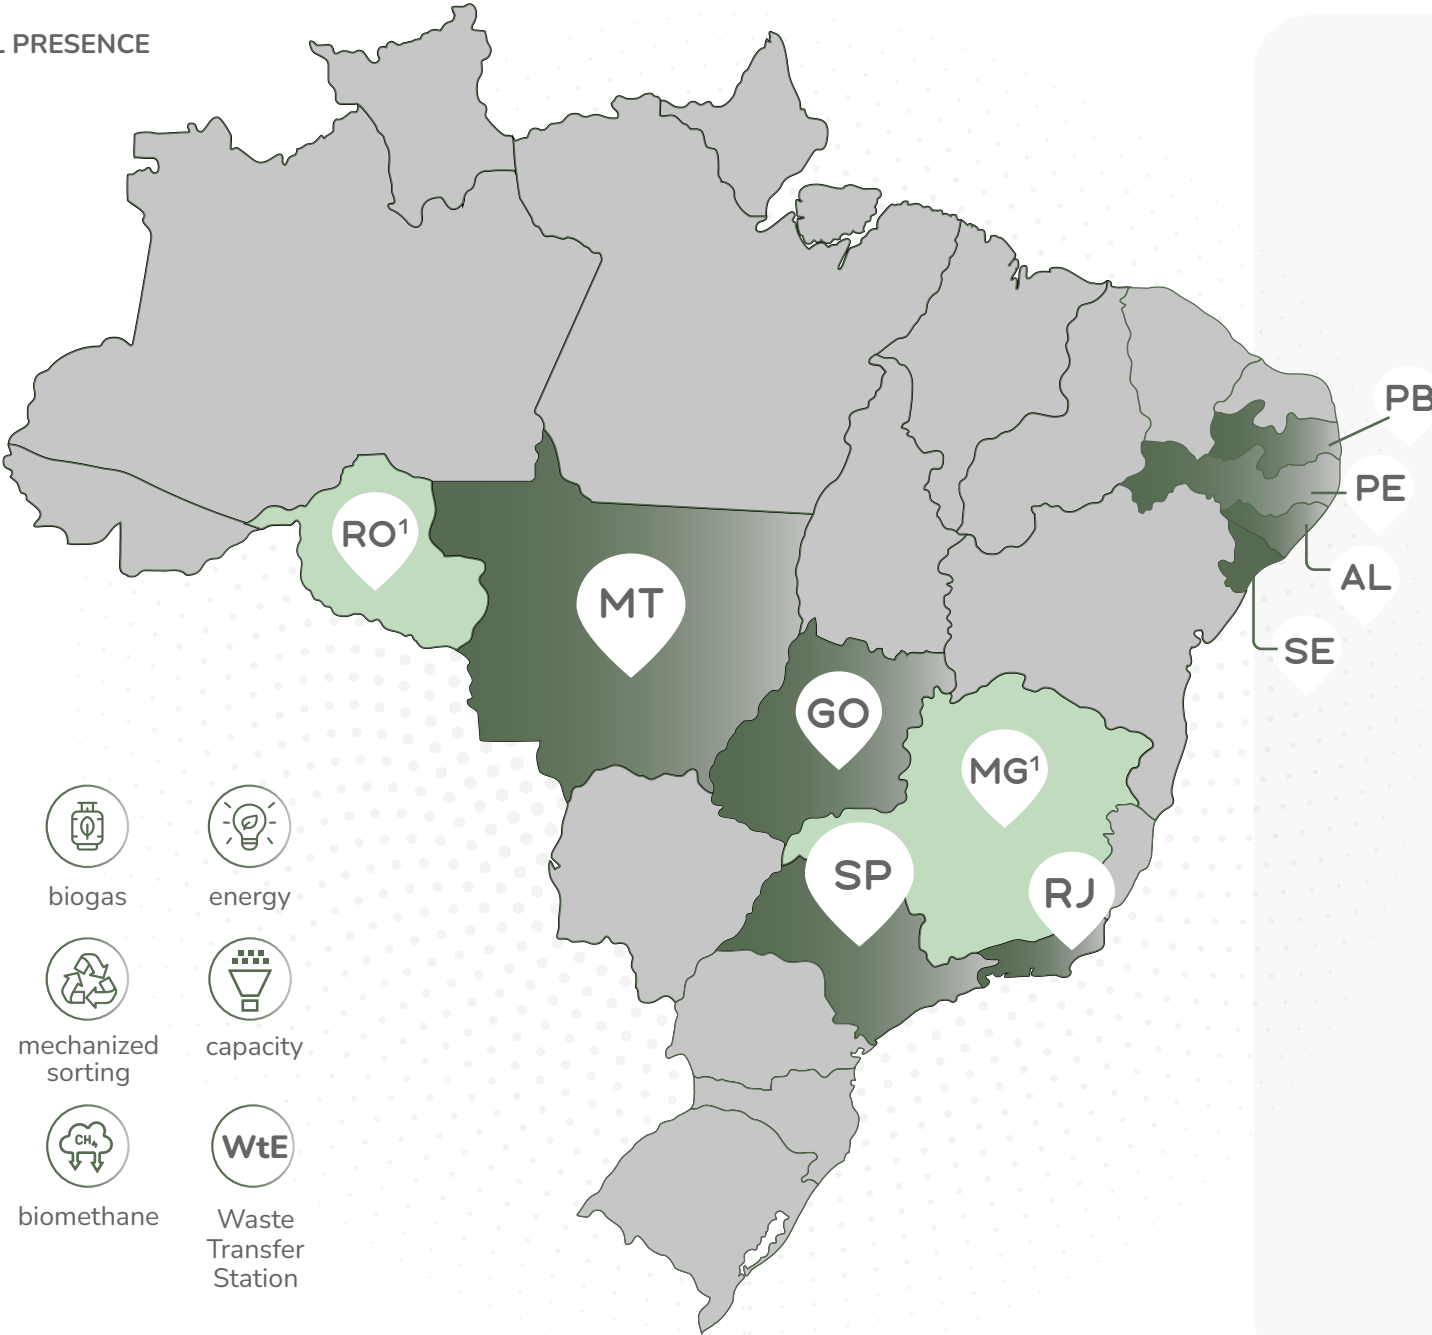 PRESENCE
PB
RO¹
PE
MT
AL
SE
GO
MG¹
SP
RJ
biogas
energy
mechanized
sorting
capacity
CH₄
WtE
biomethane
Waste
Transfer
Station